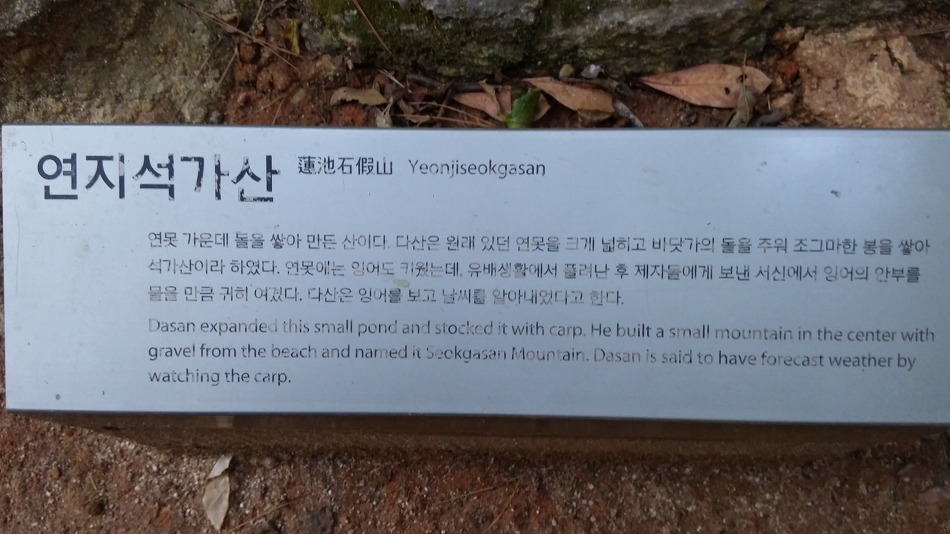 연지석가산 蓮池石假山 Yeonjiseokgasan
연못 가운데 돌을 쌓아 만든 산이다. 다산은 원래 있던 연못을 크게 넓히고 바닷가의 돌을 주워 조그마한 봉을 쌓아
석가산이라 하였다. 연못에는 잉어도 키웠는데, 유배생활에서 풀려난 후 제자들에게 보낸 서신에서 잉어의 안부를
물을 만큼 귀히 여겼다. 다산은 잉어를 보고 날씨를 알아내었다고 한다.
Dasan expanded this small pond and stocked it with carp. He built a small mountain in the center with
gravel from the beach and named it Seokgasan Mountain. Dasan is said to have forecast weather by
watching the carp.